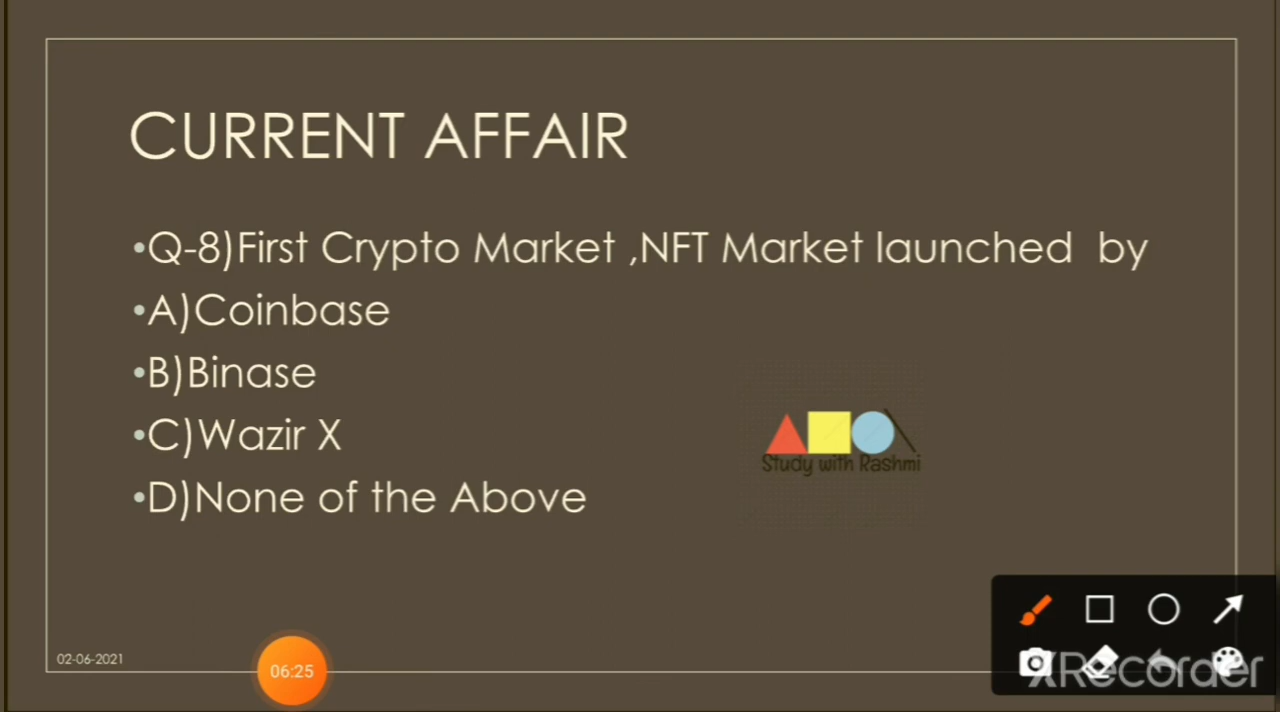 CURRENT AFFAIR
•Q-8)First Crypto Market ,NFT Market launched by
•A)Coinbase
•B)Binase
•C)Wazir X
•D)None of the Above
Study with Rashmi
02-06-2021
06:25
XRecorder